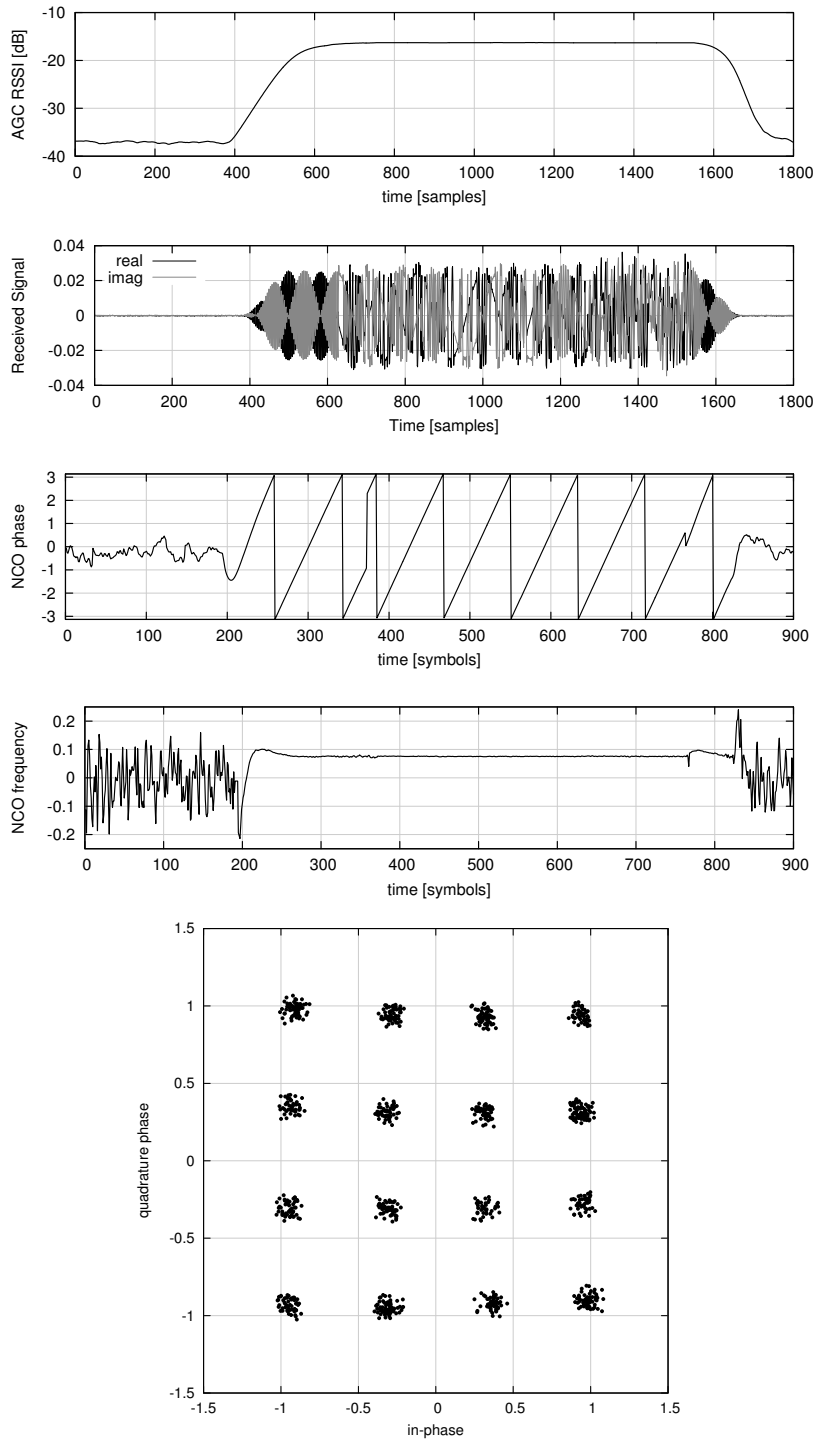 -10
-20
-30
-40
AGC RSSI [dB]
0 200 400 600 800 1000 1200 1400 1600 1800
time [samples]
0.04
0.02
0
-0.02
-0.04
Received Signal
real
imag
0 200 400 600 800 1000 1200 1400 1600 1800
Time [samples]
3
2
1
0
-1
-2
-3
NCO phase
0 100 200 300 400 500 600 700 800 900
time [symbols]
0.2
0.1
0
-0.1
-0.2
NCO frequency
0 100 200 300 400 500 600 700 800 900
time [symbols]
1.5
1
0.5
0
-0.5
-1
-1.5
quadrature phase
-1.5 -1 -0.5 0 0.5 1 1.5
in-phase